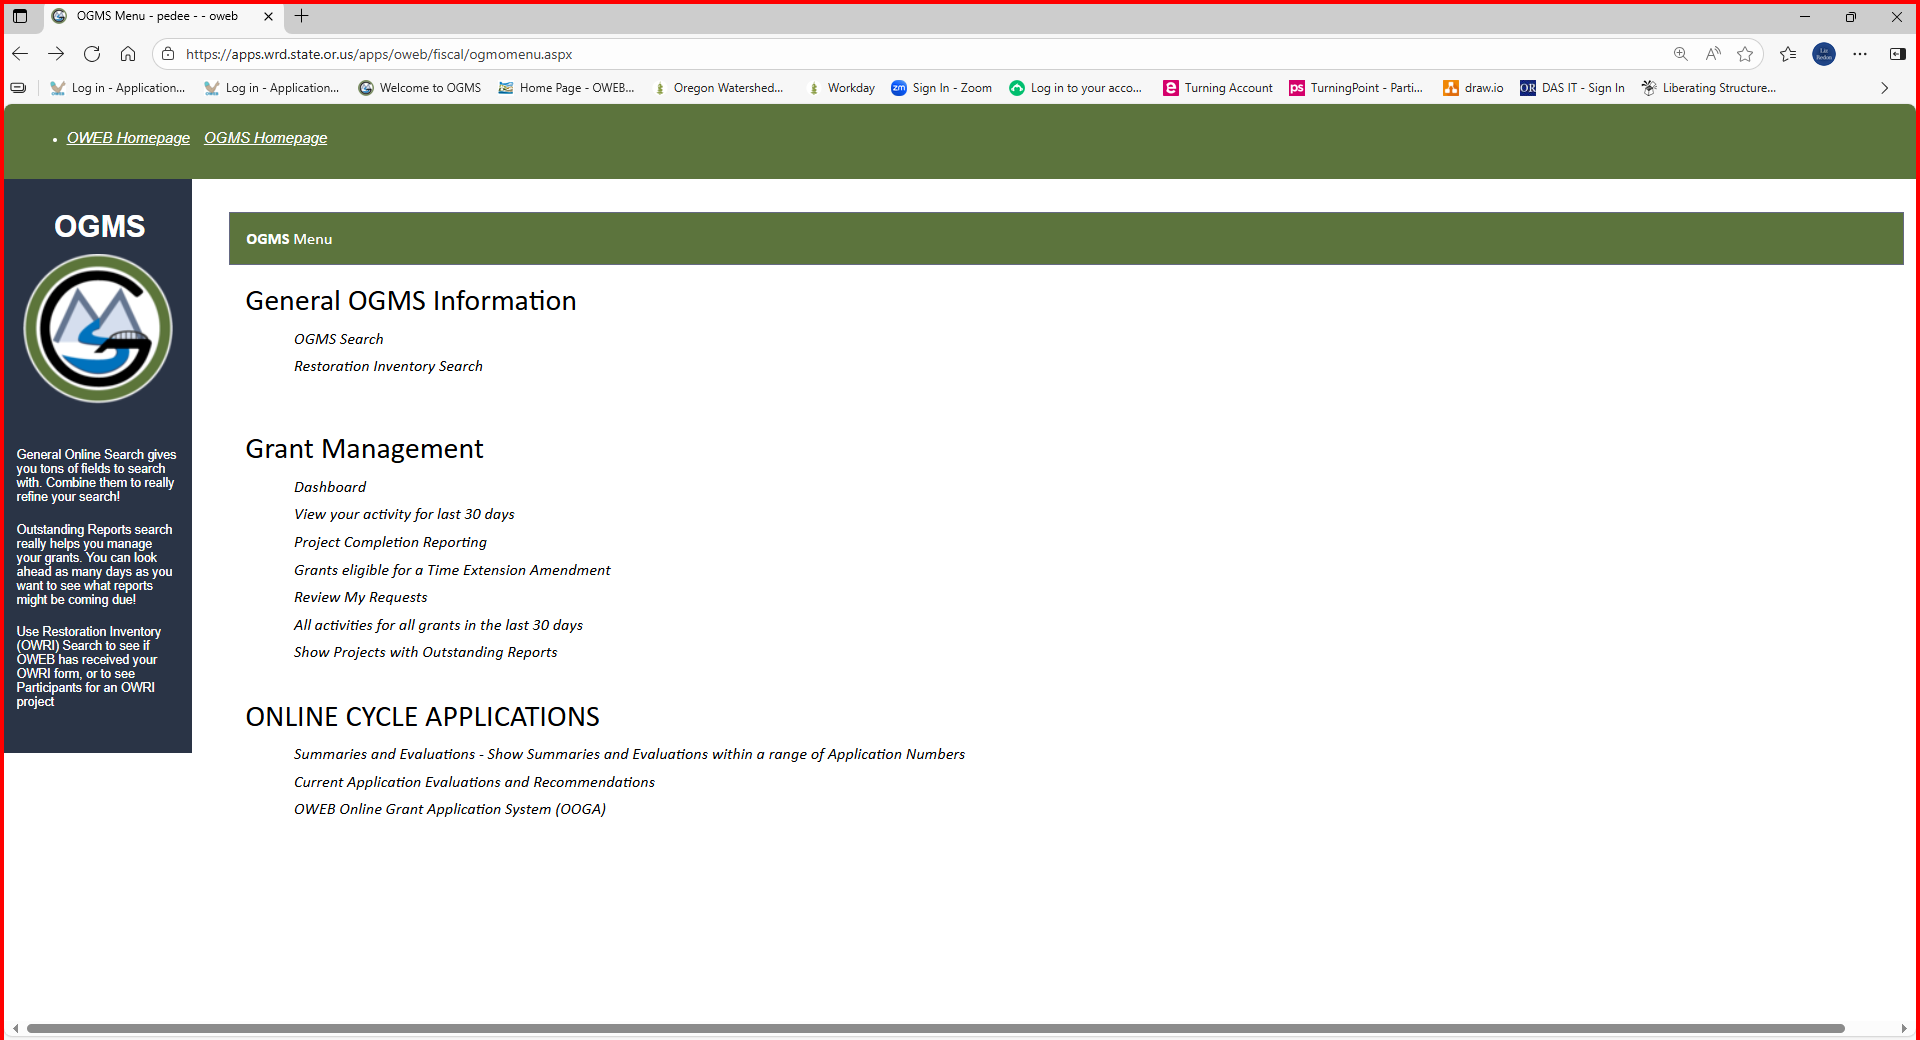 OGMS Menu - pedee - - oweb
https://apps.wrd.state.or.us/apps/oweb/fiscal/ogmomenu.aspx
Log in - Application... Log in - Application... Welcome to OGMS Home Page - OWEB... Oregon Watershed... Workday zm Sign In - Zoom Log in to your acco... e Turning Account ps TurningPoint - Parti... draw.io OR DAS IT - Sign In Liberating Structure...
OWEB Homepage OGMS Homepage
OGMS
General Online Search gives
you tons of fields to search
with. Combine them to really
refine your search!
Outstanding Reports search
really helps you manage
your grants. You can look
ahead as many days as you
want to see what reports
might be coming due!
Use Restoration Inventory
(OWRI) Search to see if
OWEB has received your
OWRI form, or to see
Participants for an OWRI
project
OGMS Menu
General OGMS Information
OGMS Search
Restoration Inventory Search
Grant Management
Dashboard
View your activity for last 30 days
Project Completion Reporting
Grants eligible for a Time Extension Amendment
Review My Requests
All activities for all grants in the last 30 days
Show Projects with Outstanding Reports
ONLINE CYCLE APPLICATIONS
Summaries and Evaluations - Show Summaries and Evaluations within a range of Application Numbers
Current Application Evaluations and Recommendations
OWEB Online Grant Application System (OOGA)